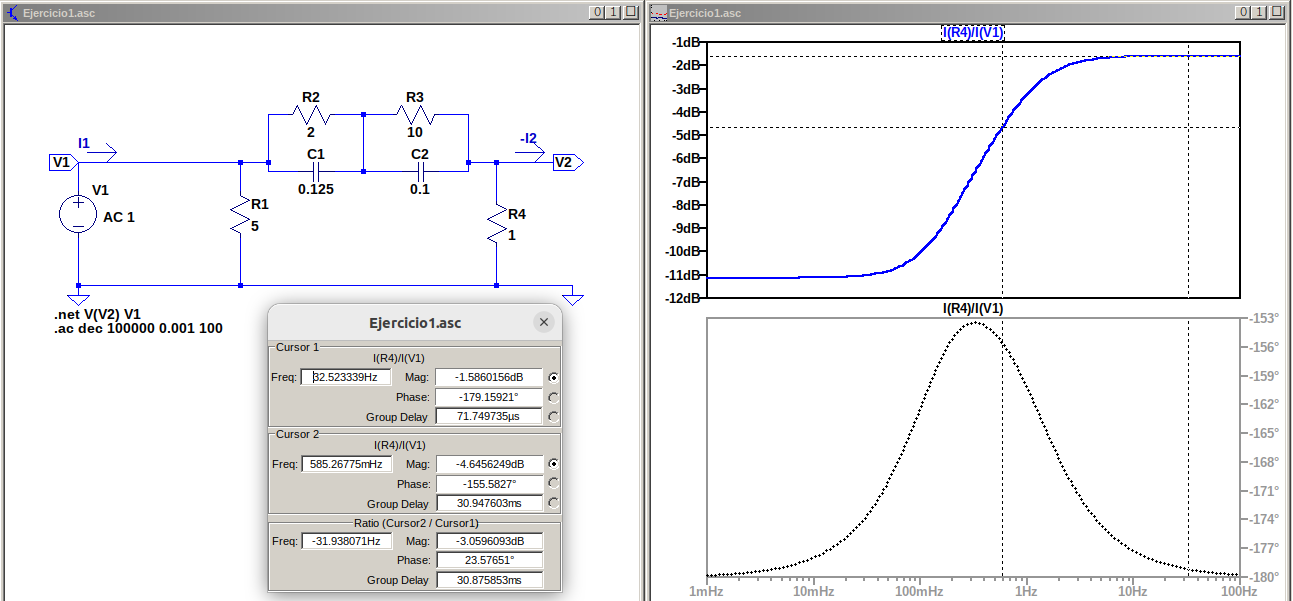 Ejercicio1.asc
0 1
R2
2
R3
10
I1
-I2
V1
C1
0.125
C2
0.1
V2
V1
AC 1
R1
5
R4
1
.net V(V2) V1
.ac dec 100000 0.001 100
Ejercicio1.asc
Cursor 1
I(R4)/I(V1)
Freq: 32.523339Hz Mag: -1.5860156dB
Phase: -179.15921°
Group Delay 71.749735µs
Cursor 2
I(R4)/I(V1)
Freq: 585.26775mHz Mag: -4.6456249dB
Phase: -155.5827°
Group Delay 30.947603ms
Ratio (Cursor2 / Cursor1)
Freq: -31.938071Hz Mag: -3.0596093dB
Phase: 23.57651°
Group Delay 30.875853ms
Ejercicio1.asc
0 1
I(R4)/I(V1)
-1dB
-2dB
-3dB
-4dB
-5dB
-6dB
-7dB
-8dB
-9dB
-10dB
-11dB
-12dB
I(R4)/I(V1)
-153°
-156°
-159°
-162°
-165°
-168°
-171°
-174°
-177°
-180°
1mHz 10mHz 100mHz 1Hz 10Hz 100Hz